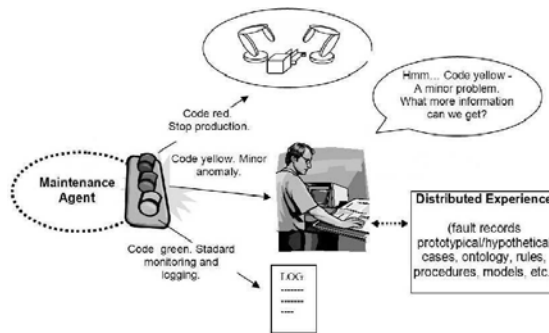 Code red.
Stop production.
Hmm... Code yellow -
A minor problem.
What more information
can we get?
Code yellow. Minor
anomaly.
Maintenance
Agent
Code green. Stadard
monitoring and
logging.
LOG:
Distributed Experience
(fault records
prototypical/hypothetical
cases, ontology, rules,
procedures, models, etc.